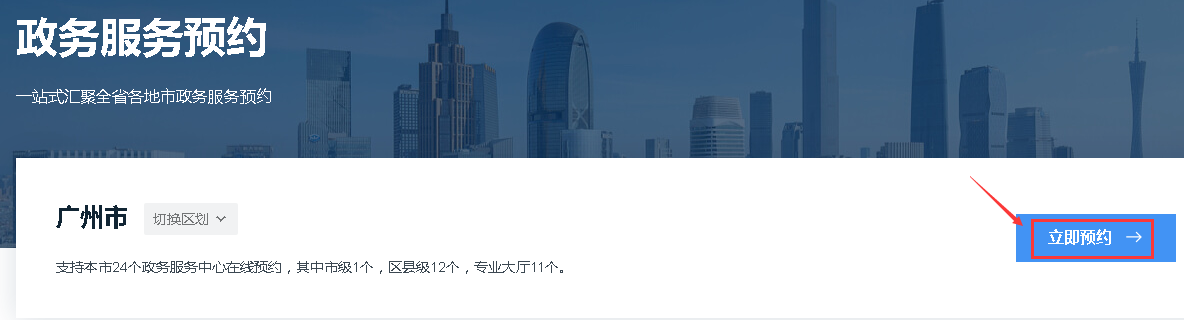 政务服务预约
一站式汇聚全省各地市政务服务预约
广州市 切换区划
立即预约 →
支持本市24个政务服务中心在线预约，其中市级1个，区县级12个，专业大厅11个。